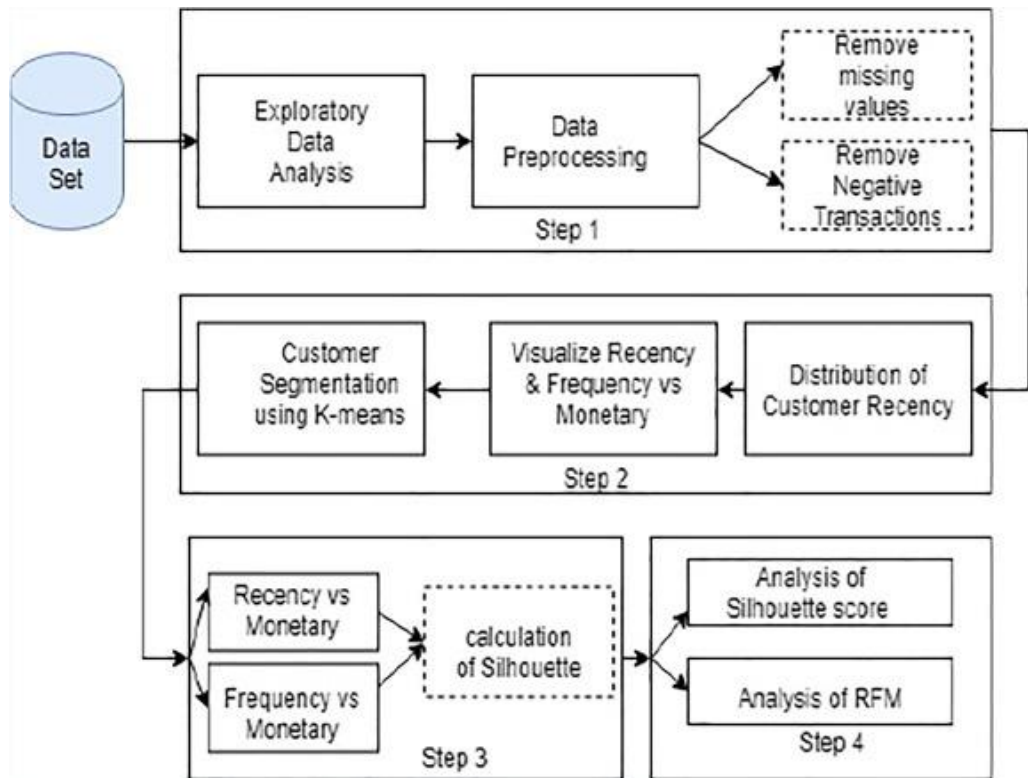 Data
Set
Exploratory
Data
Analysis
Data
Preprocessing
Remove
missing
values
Remove
Negative
Transactions
Step 1
Customer
Segmentation
using K-means
Visualize Recency
& Frequency vs
Monetary
Distribution of
Customer Recency
Step 2
Recency vs
Monetary
Frequency vs
Monetary
calculation
of Silhouette
Step 3
Analysis of
Silhouette score
Analysis of RFM
Step 4